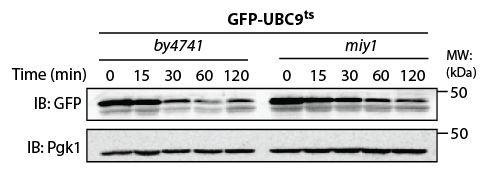 GFP-UBC9ts
by4741 miy1
MW:
(kDa)
Time (min) 0 15 30 60 120 0 15 30 60 120
IB: GFP
50
IB: Pgk1
50